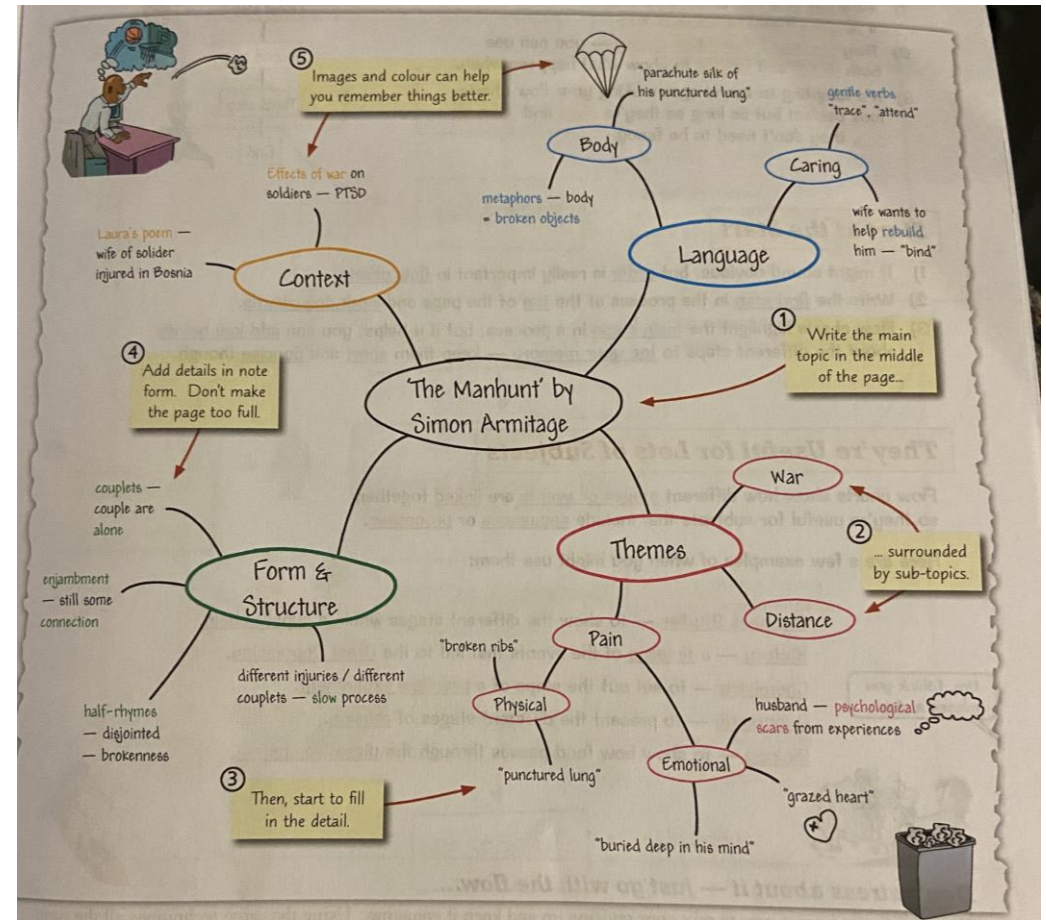 ⑤
Images and colour can help
you remember things better.
"parachute silk of
his punctured lung"
gentle verbs
"trace", "attend"
Body
Caring
Effects of war on
soldiers — PTSD
metaphors — body
= broken objects
wife wants to
help rebuild
him — "bind"
Laura's poem —
wife of solider
injured in Bosnia
Context
Language
①
Write the main
topic in the middle
of the page...
④
Add details in note
form. Don't make
the page too full.
'The Manhunt' by
Simon Armitage
couplets —
couple are
alone
War
②
... surrounded
by sub-topics.
Themes
Form &
Structure
enjambment
— still some
connection
Distance
Pain
"broken ribs"
different injuries / different
couplets — slow process
Physical
husband — psychological
scars from experiences
half-rhymes
— disjointed
— brokenness
Emotional
"punctured lung"
"grazed heart"
③
Then, start to fill
in the detail.
"buried deep in his mind"